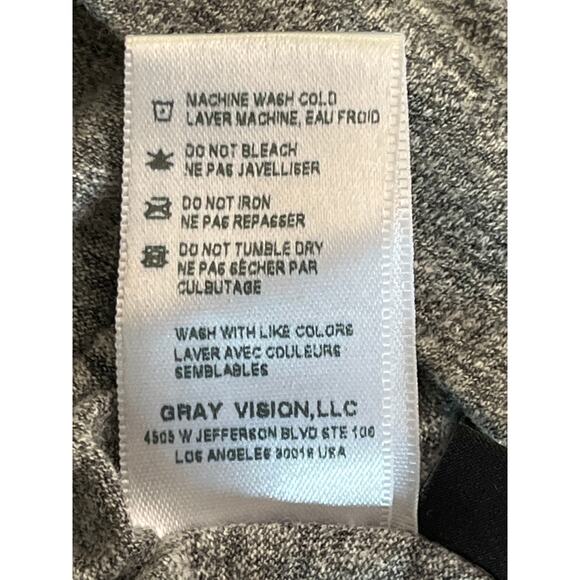 MACHINE WASH COLD
LAVER MACHINE, EAU FROID
DO NOT BLEACH
NE PAS JAVELLISER
DO NOT IRON
NE PAS REPASSER
DO NOT TUMBLE DRY
NE PAS SÈCHER PAR
CULBUTAGE
WASH WITH LIKE COLORS
LAVER AVEC COULEURS
SEMBLABLES
GRAY VISION,LLC
4505 W JEFFERSON BLVD STE 100
LOS ANGELES 90016 USA